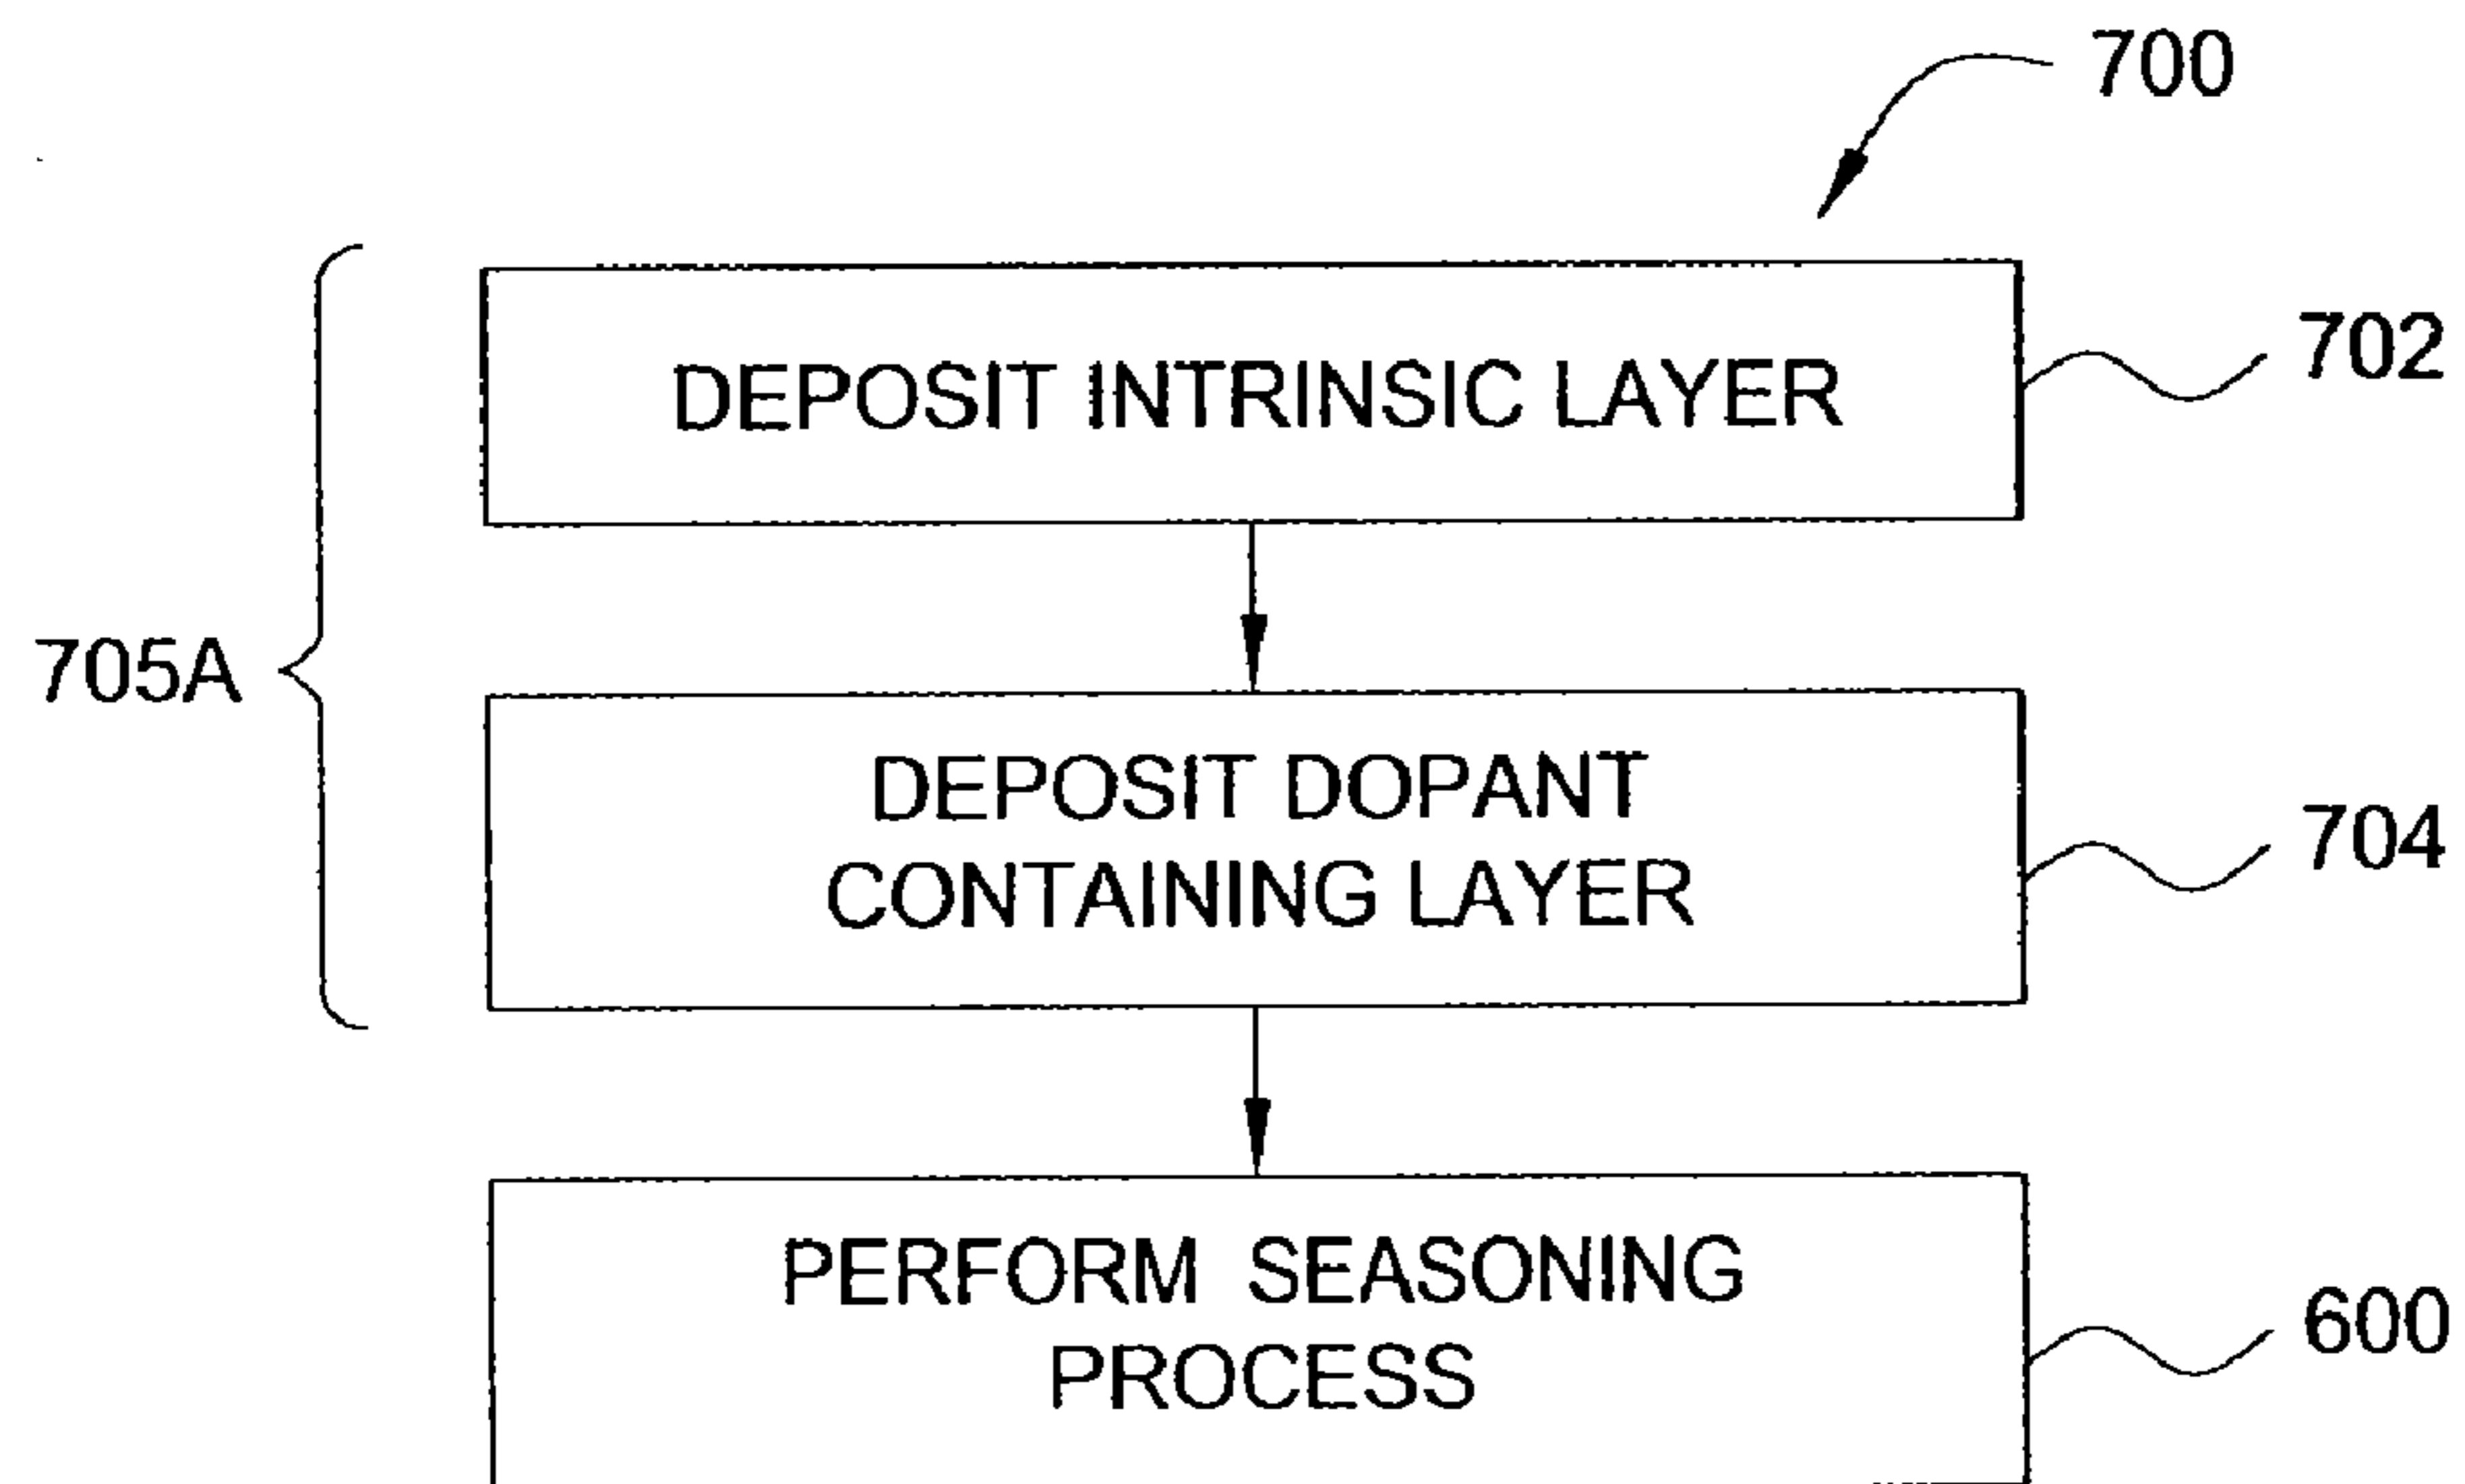 700
DEPOSIT INTRINSIC LAYER
702
705A
DEPOSIT DOPANT
CONTAINING LAYER
704
PERFORM SEASONING
PROCESS
600